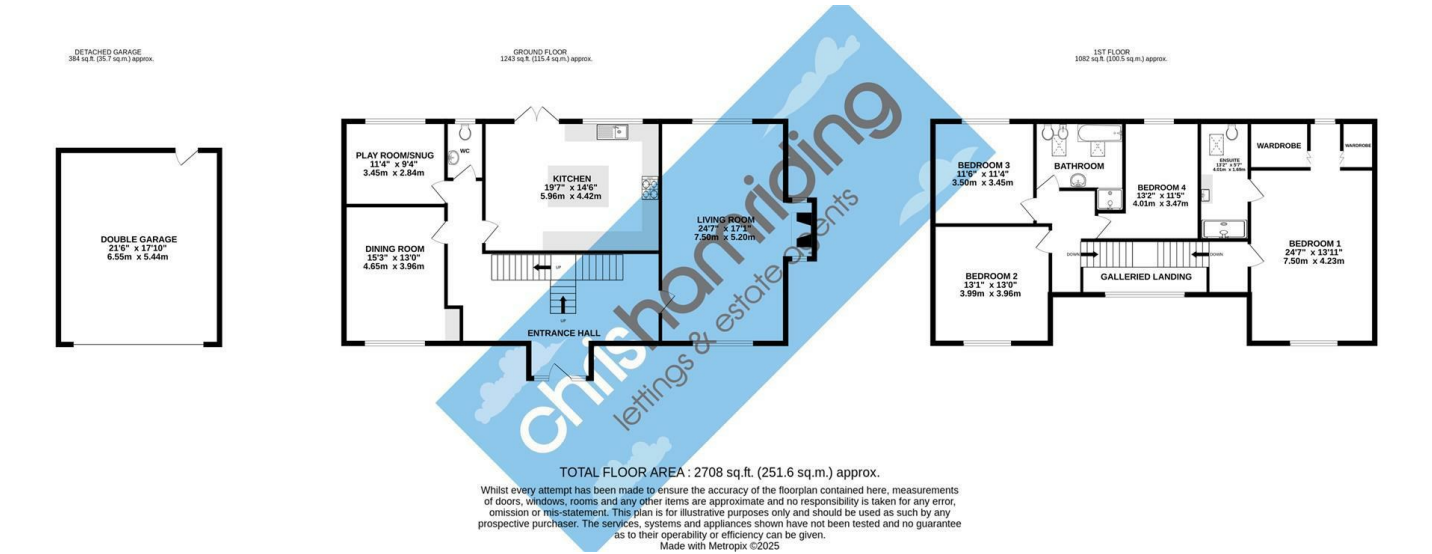 DETACHED GARAGE
384 sq.ft. (35.7 sq.m.) approx.
DOUBLE GARAGE
21'6" x 17'10"
6.55m x 5.44m
GROUND FLOOR
1243 sq.ft. (115.4 sq.m.) approx.
PLAY ROOM/SNUG
11'4" x 9'4"
3.45m x 2.84m
WC
KITCHEN
19'7" x 14'6"
5.96m x 4.42m
LIVING ROOM
24'7" x 17'1"
7.50m x 5.20m
DINING ROOM
15'3" x 13'0"
4.65m x 3.96m
UP
UP
ENTRANCE HALL
1ST FLOOR
1082 sq.ft. (100.5 sq.m.) approx.
BEDROOM 3
11'6" x 11'4"
3.50m x 3.45m
BATHROOM
BEDROOM 4
13'2" x 11'5"
4.01m x 3.47m
ENSUITE
13'2" x 5'7"
4.01m x 1.69m
WARDROBE
WARDROBE
BEDROOM 1
24'7" x 13'11"
7.50m x 4.23m
DOWN
DOWN
GALLERIED LANDING
BEDROOM 2
13'1" x 13'0"
3.99m x 3.96m
chrishamriding
lettings & estate agents
TOTAL FLOOR AREA : 2708 sq.ft. (251.6 sq.m.) approx.
Whilst every attempt has been made to ensure the accuracy of the floorplan contained here, measurements
of doors, windows, rooms and any other items are approximate and no responsibility is taken for any error,
omission or mis-statement. This plan is for illustrative purposes only and should be used as such by any
prospective purchaser. The services, systems and appliances shown have not been tested and no guarantee
as to their operability or efficiency can be given.
Made with Metropix ©2025